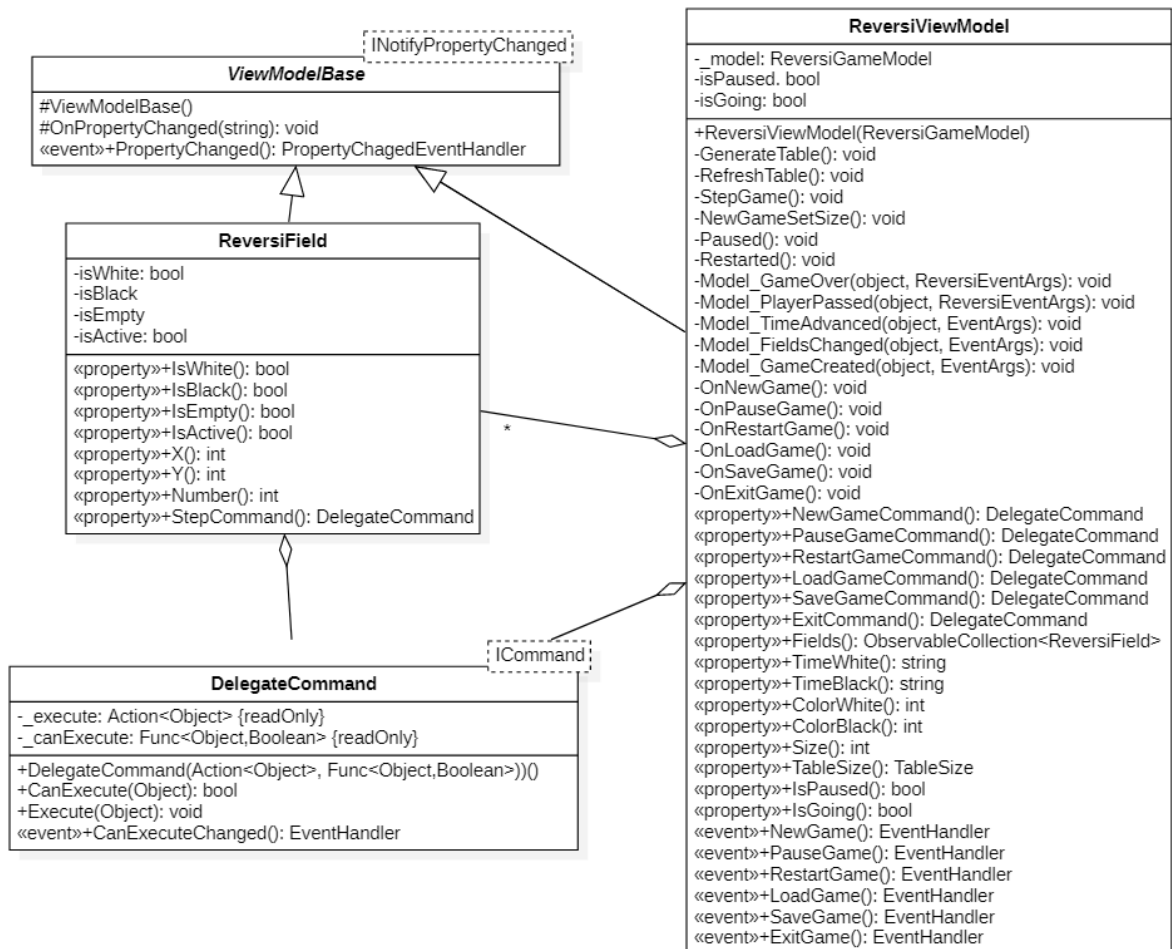 INotifyPropertyChanged
ViewModelBase
#ViewModelBase()
#OnPropertyChanged(string): void
«event»+PropertyChanged(): PropertyChagedEventHandler
ReversiField
-isWhite: bool
-isBlack
-isEmpty
-isActive: bool
«property»+IsWhite(): bool
«property»+IsBlack(): bool
«property»+IsEmpty(): bool
«property»+IsActive(): bool
«property»+X(): int
«property»+Y(): int
«property»+Number(): int
«property»+StepCommand(): DelegateCommand
*
ICommand
DelegateCommand
-_execute: Action<Object> {readOnly}
-_canExecute: Func<Object,Boolean> {readOnly}
+DelegateCommand(Action<Object>, Func<Object,Boolean>))()
+CanExecute(Object): bool
+Execute(Object): void
«event»+CanExecuteChanged(): EventHandler
ReversiViewModel
-_model: ReversiGameModel
-isPaused. bool
-isGoing: bool
+ReversiViewModel(ReversiGameModel)
-GenerateTable(): void
-RefreshTable(): void
-StepGame(): void
-NewGameSetSize(): void
-Paused(): void
-Restarted(): void
-Model_GameOver(object, ReversiEventArgs): void
-Model_PlayerPassed(object, ReversiEventArgs): void
-Model_TimeAdvanced(object, EventArgs): void
-Model_FieldsChanged(object, EventArgs): void
-Model_GameCreated(object, EventArgs): void
-OnNewGame(): void
-OnPauseGame(): void
-OnRestartGame(): void
-OnLoadGame(): void
-OnSaveGame(): void
-OnExitGame(): void
«property»+NewGameCommand(): DelegateCommand
«property»+PauseGameCommand(): DelegateCommand
«property»+RestartGameCommand(): DelegateCommand
«property»+LoadGameCommand(): DelegateCommand
«property»+SaveGameCommand(): DelegateCommand
«property»+ExitCommand(): DelegateCommand
«property»+Fields(): ObservableCollection<ReversiField>
«property»+TimeWhite(): string
«property»+TimeBlack(): string
«property»+ColorWhite(): int
«property»+ColorBlack(): int
«property»+Size(): int
«property»+TableSize(): TableSize
«property»+IsPaused(): bool
«property»+IsGoing(): bool
«event»+NewGame(): EventHandler
«event»+PauseGame(): EventHandler
«event»+RestartGame(): EventHandler
«event»+LoadGame(): EventHandler
«event»+SaveGame(): EventHandler
«event»+ExitGame(): EventHandler